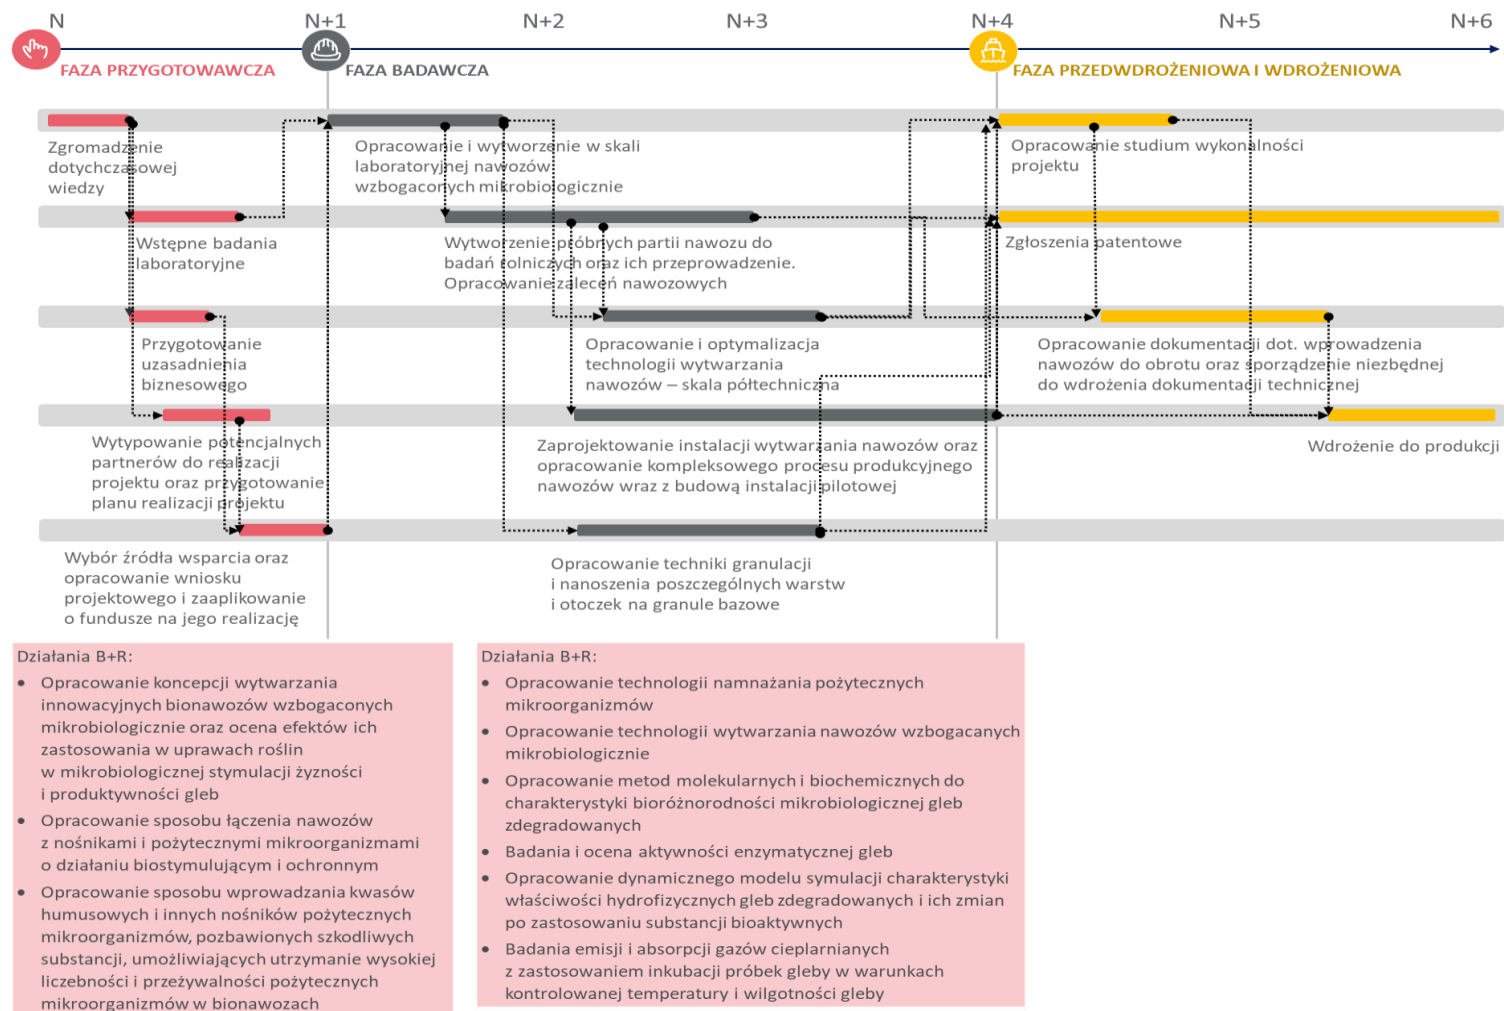 N
N+1
N+2
N+3
N+4
N+5
N+6
FAZA PRZYGOTOWAWCZA
FAZA BADAWCZA
FAZA PRZEDWDROŻENIOWA I WDROŻENIOWA
Zgromadzenie
dotychczasowej
wiedzy
Opracowanie i wytworzenie w skali
laboratoryjnej nawozów
wzbogaconych mikrobiologicznie
Opracowanie studium wykonalności
projektu
Wstępne badania
laboratoryjne
Wytworzenie próbnych partii nawozu do
badań rolniczych oraz ich przeprowadzenie.
Opracowanie zaleceń nawozowych
Zgłoszenia patentowe
Przygotowanie
uzasadnienia
biznesowego
Opracowanie i optymalizacja
technologii wytwarzania
nawozów – skala półtechniczna
Opracowanie dokumentacji dot. wprowadzenia
nawozów do obrotu oraz sporządzenie niezbędnej
do wdrożenia dokumentacji technicznej
Wytypowanie potencjalnych
partnerów do realizacji
projektu oraz przygotowanie
planu realizacji projektu
Zaprojektowanie instalacji wytwarzania nawozów oraz
opracowanie kompleksowego procesu produkcyjnego
nawozów wraz z budową instalacji pilotowej
Wdrożenie do produkcji
Wybór źródła wsparcia oraz
opracowanie wniosku
projektowego i zaaplikowanie
o fundusze na jego realizację
Opracowanie techniki granulacji
i nanoszenia poszczególnych warstw
i otoczek na granule bazowe
Działania B+R:
• Opracowanie koncepcji wytwarzania
innowacyjnych bionawozów wzbogaconych
mikrobiologicznie oraz ocena efektów ich
zastosowania w uprawach roślin
w mikrobiologicznej stymulacji żyzności
i produktywności gleb
• Opracowanie sposobu łączenia nawozów
z nośnikami i pożytecznymi mikroorganizmami
o działaniu biostymulującym i ochronnym
• Opracowanie sposobu wprowadzania kwasów
humusowych i innych nośników pożytecznych
mikroorganizmów, pozbawionych szkodliwych
substancji, umożliwiających utrzymanie wysokiej
liczebności i przeżywalności pożytecznych
mikroorganizmów w bionawozach
Działania B+R:
• Opracowanie technologii namnażania pożytecznych
mikroorganizmów
• Opracowanie technologii wytwarzania nawozów wzbogacanych
mikrobiologicznie
• Opracowanie metod molekularnych i biochemicznych do
charakterystyki bioróżnorodności mikrobiologicznej gleb
zdegradowanych
• Badania i ocena aktywności enzymatycznej gleb
• Opracowanie dynamicznego modelu symulacji charakterystyki
właściwości hydrofizycznych gleb zdegradowanych i ich zmian
po zastosowaniu substancji bioaktywnych
• Badania emisji i absorpcji gazów cieplarnianych
z zastosowaniem inkubacji próbek gleby w warunkach
kontrolowanej temperatury i wilgotności gleby